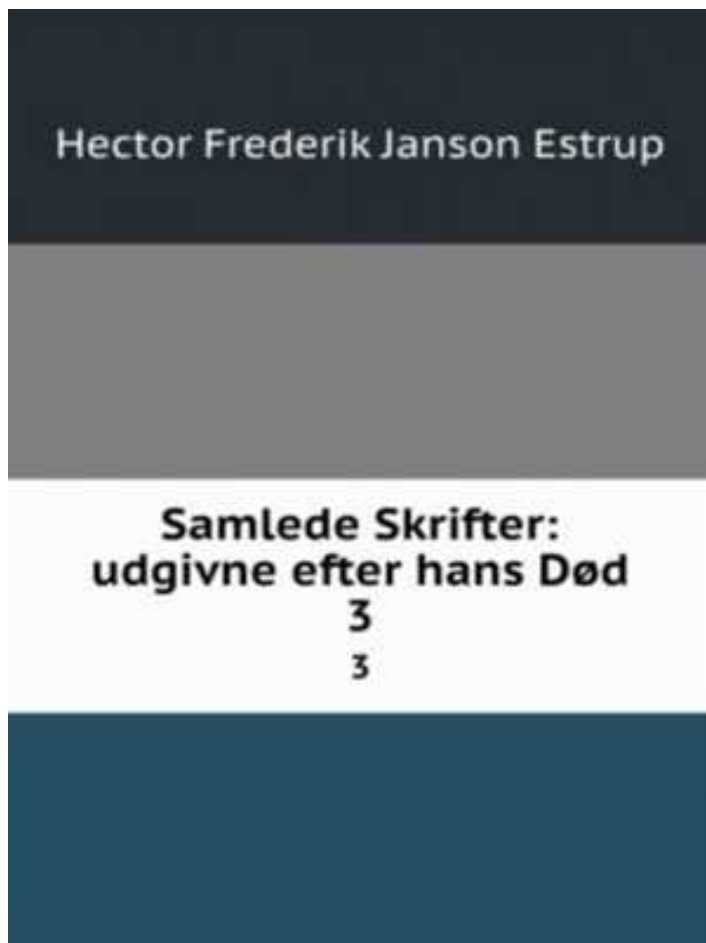 Hector Frederik Janson Estrup
Samlede Skrifter:
udgivne efter hans Død
3
3